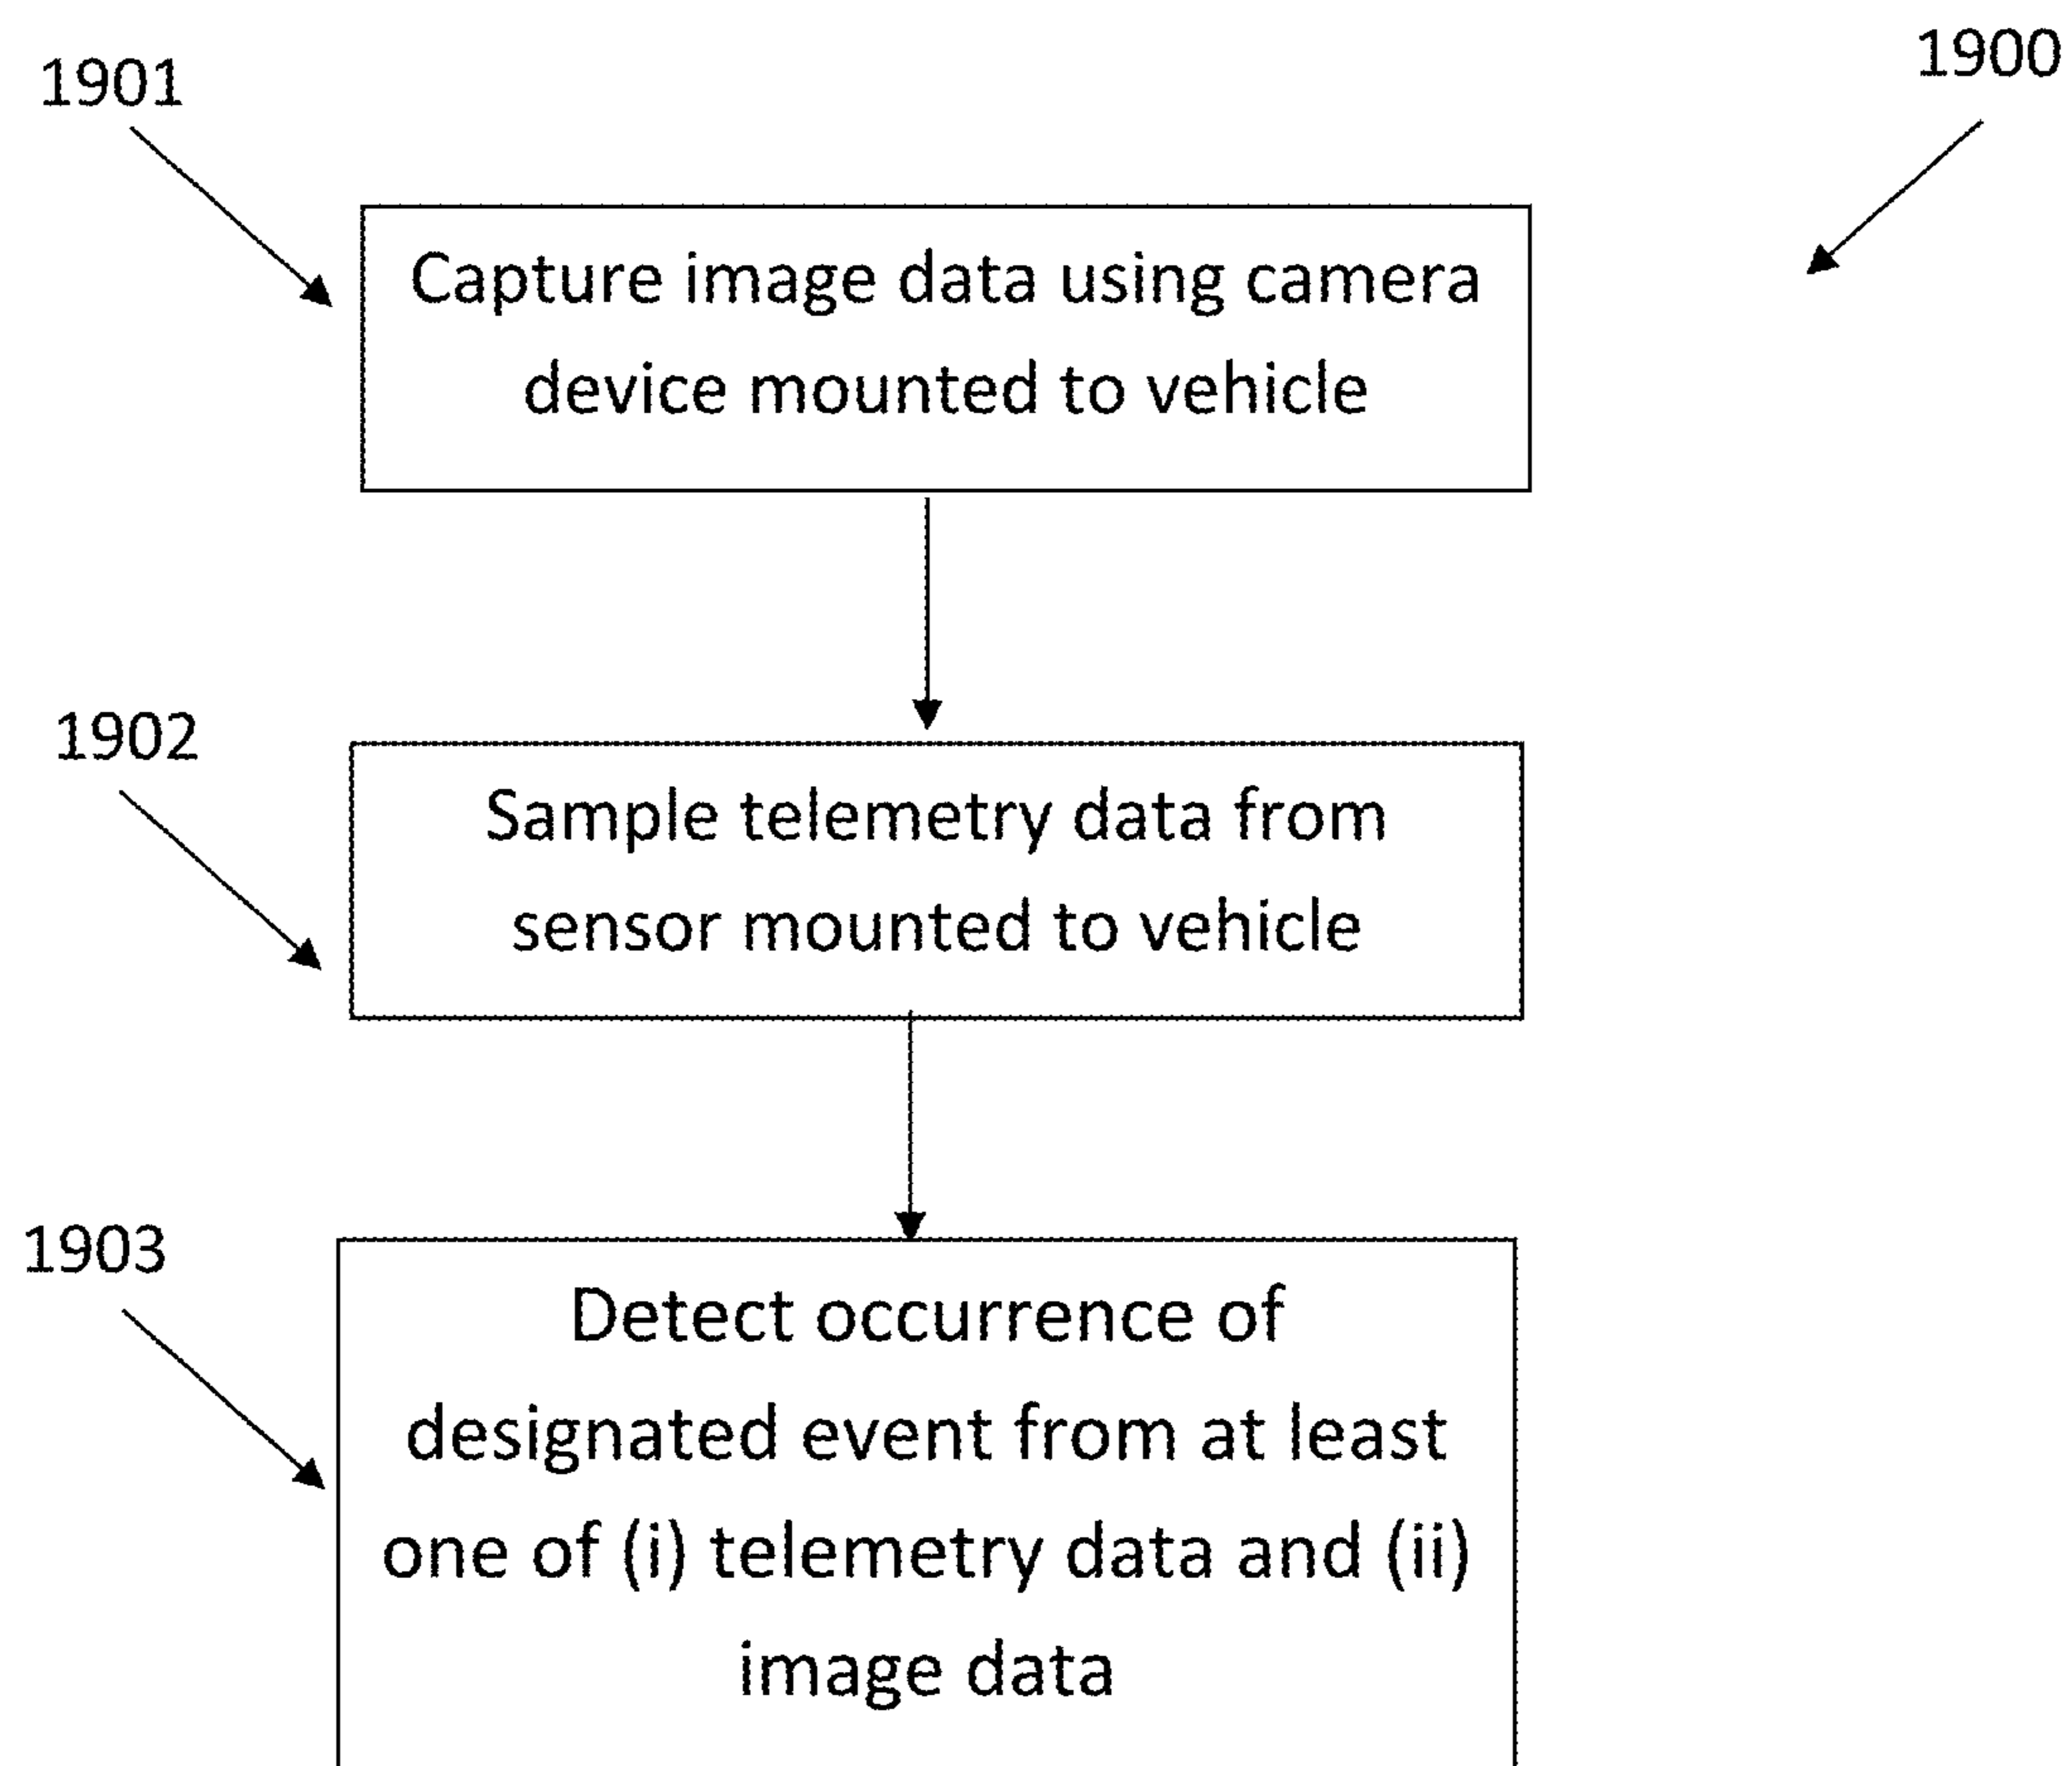 1900
1901
Capture image data using camera
device mounted to vehicle
1902
Sample telemetry data from
sensor mounted to vehicle
1903
Detect occurrence of
designated event from at least
one of (i) telemetry data and (ii)
image data